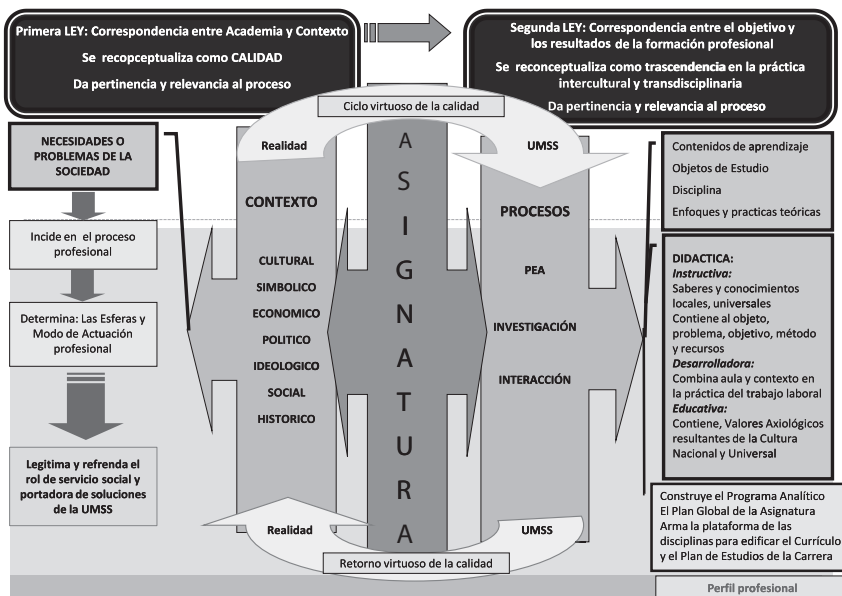 Primera LEY: Correspondencia entre Academia y Contexto
Se recopceptualiza como CALIDAD
Da pertinencia y relevancia al proceso
Segunda LEY: Correspondencia entre el objetivo y
los resultados de la formación profesional
Se reconceptualiza como trascendencia en la práctica
intercultural y transdisciplinaria
Da pertinencia y relevancia al proceso
Ciclo virtuoso de la calidad
NECESIDADES O
PROBLEMAS DE LA
SOCIEDAD
Incide en el proceso
profesional
Determina: Las Esferas y
Modo de Actuación
profesional
Legitima y refrenda el
rol de servicio social y
portadora de soluciones
de la UMSS
Realidad
CONTEXTO
CULTURAL
SIMBOLICO
ECONOMICO
POLITICO
IDEOLOGICO
SOCIAL
HISTORICO
Realidad
A
S
I
G
N
A
T
U
R
A
UMSS
PROCESOS
PEA
INVESTIGACIÓN
INTERACCIÓN
UMSS
Retorno virtuoso de la calidad
Contenidos de aprendizaje
Objetos de Estudio
Disciplina
Enfoques y practicas teóricas
DIDACTICA:
Instructiva:
Saberes y conocimientos
locales, universales
Contiene al objeto,
problema, objetivo, método
y recursos
Desarrolladora:
Combina aula y contexto en
la práctica del trabajo laboral
Educativa:
Contiene, Valores Axiológicos
resultantes de la Cultura
Nacional y Universal
Construye el Programa Analítico
El Plan Global de la Asignatura
Arma la plataforma de las
disciplinas para edificar el Currículo
y el Plan de Estudios de la Carrera
Perfil profesional